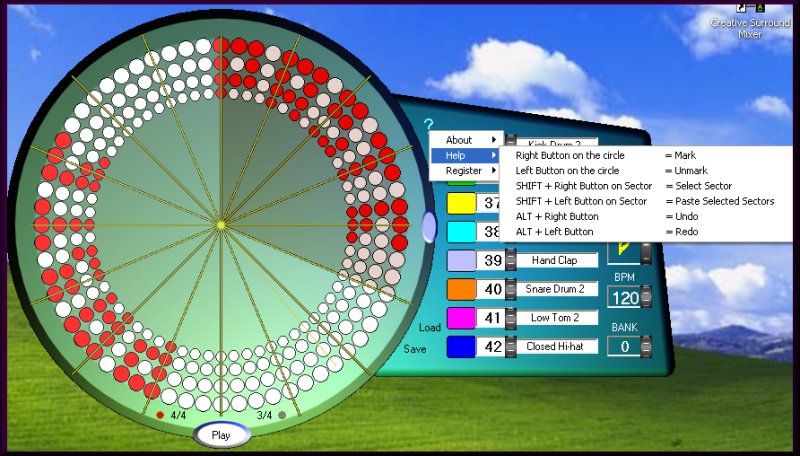 Creative Surround
Mixer
?
About
Kick Drum 2
Help
Register
Right Button on the circle = Mark
Left Button on the circle = Unmark
SHIFT + Right Button on Sector = Select Sector
SHIFT + Left Button on Sector = Paste Selected Sectors
ALT + Right Button = Undo
ALT + Left Button = Redo
37
38
39 Hand Clap
BPM
40 Snare Drum 2
120
Load
41 Low Tom 2
BANK
Save
42 Closed Hi-hat
0
4/4 3/4
Play